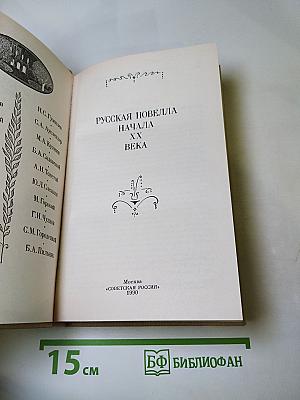 Н.С. Гумилев
С.А. Ауслендер
М.А. Кузмин
Б.А. Садовской
А.Н. Толстой
Ю.Л. Слезкин
М. Горький
Г.И. Чулков
С.М. Городецкий
Б.А. Пильняк
РУССКАЯ НОВЕЛЛА
НАЧАЛА
XX
ВЕКА
Москва
«СОВЕТСКАЯ РОССИЯ»
1990
15 см
БФ БИБЛИОФАН